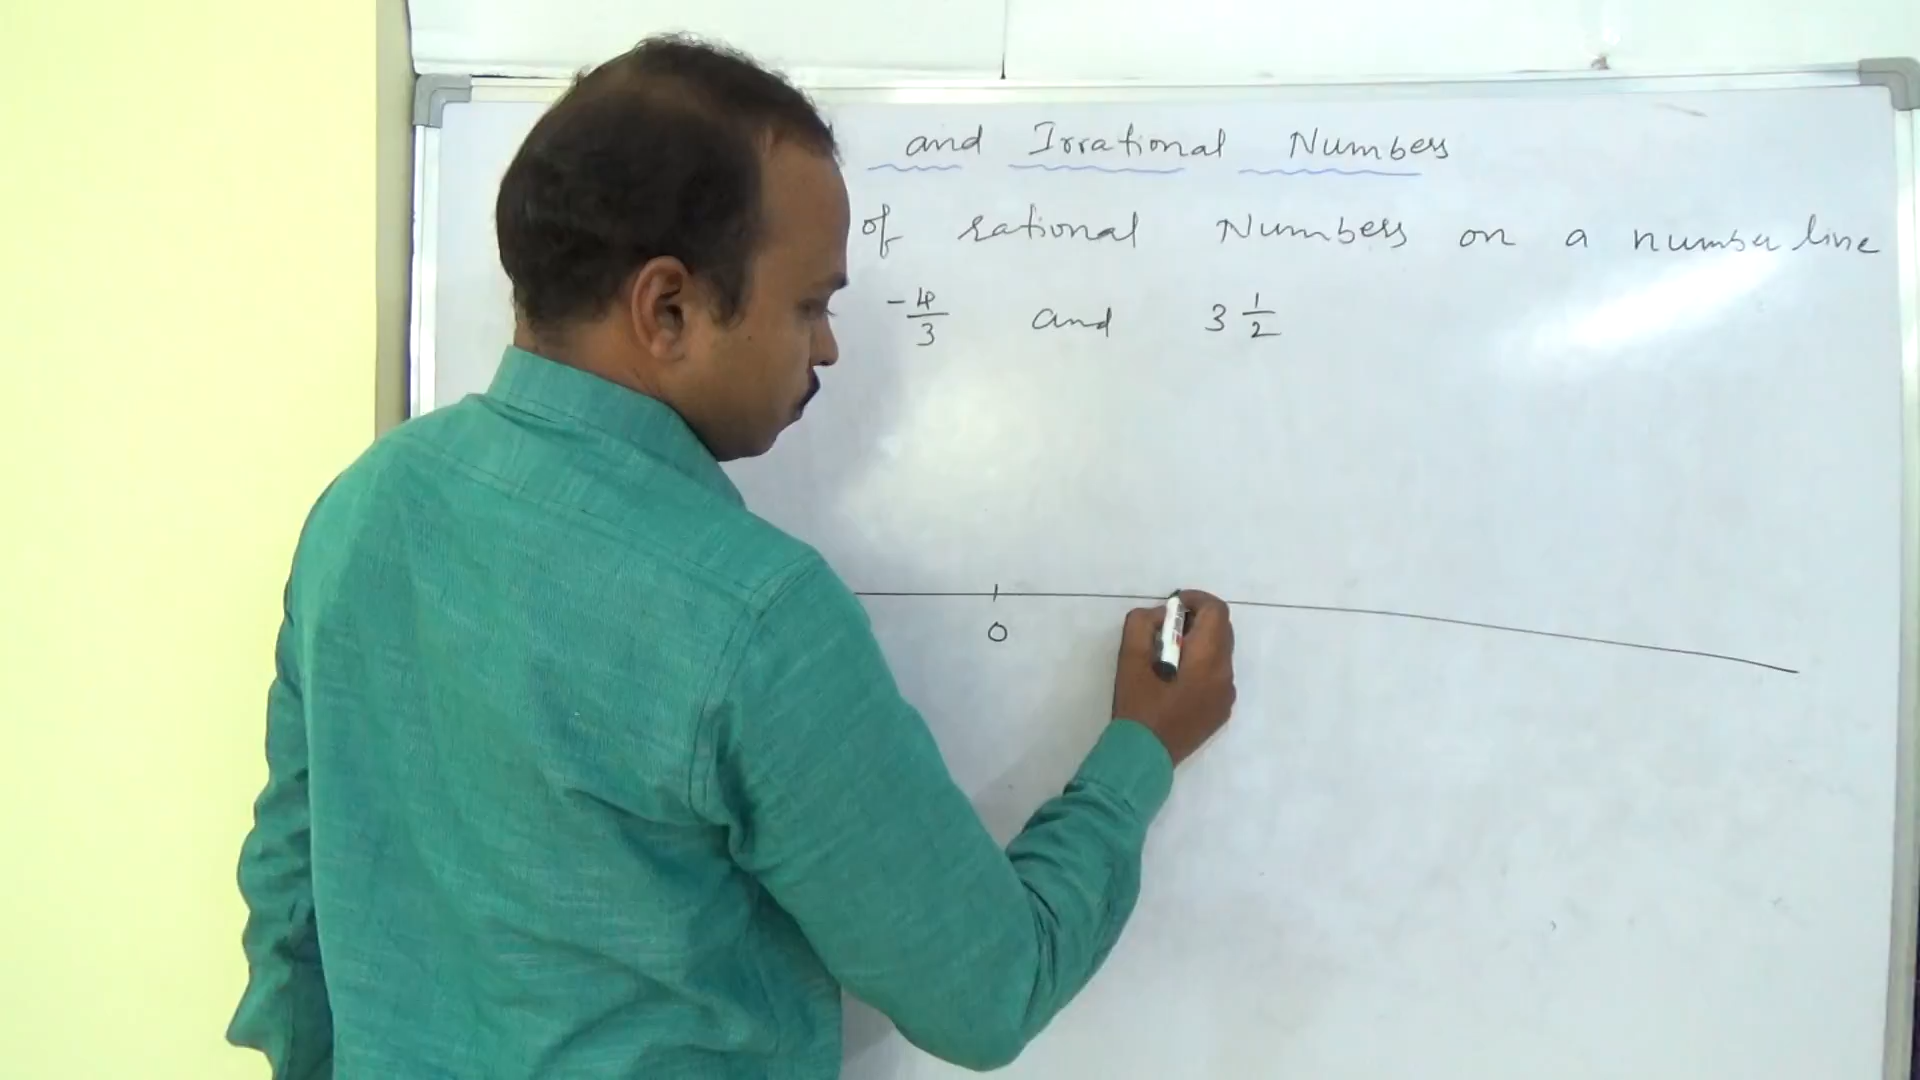 and Irrational Numbers
of rational Numbers on a number line
-4/3 and 3 1/2
0